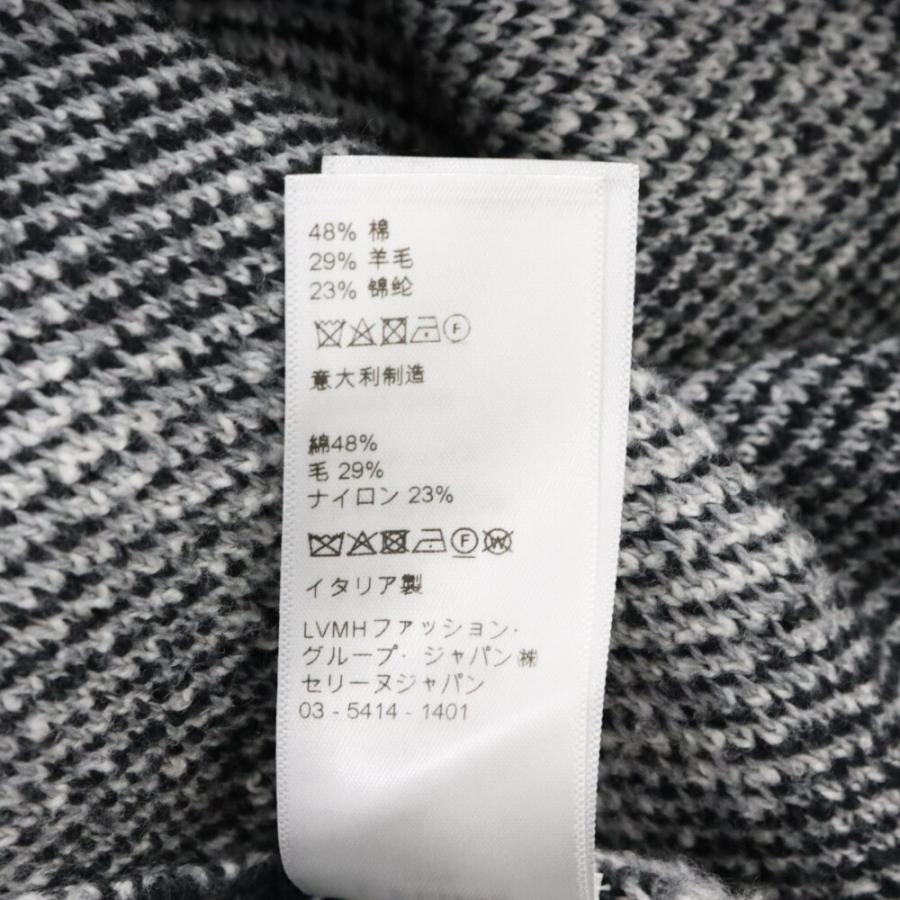 48% 棉
29% 羊毛
23% 锦纶
F
意大利制造
綿48%
毛 29%
ナイロン 23%
F W
イタリア製
LVMHファッション・
グループ・ジャパン㈱
セリーヌジャパン
03 - 5414 - 1401